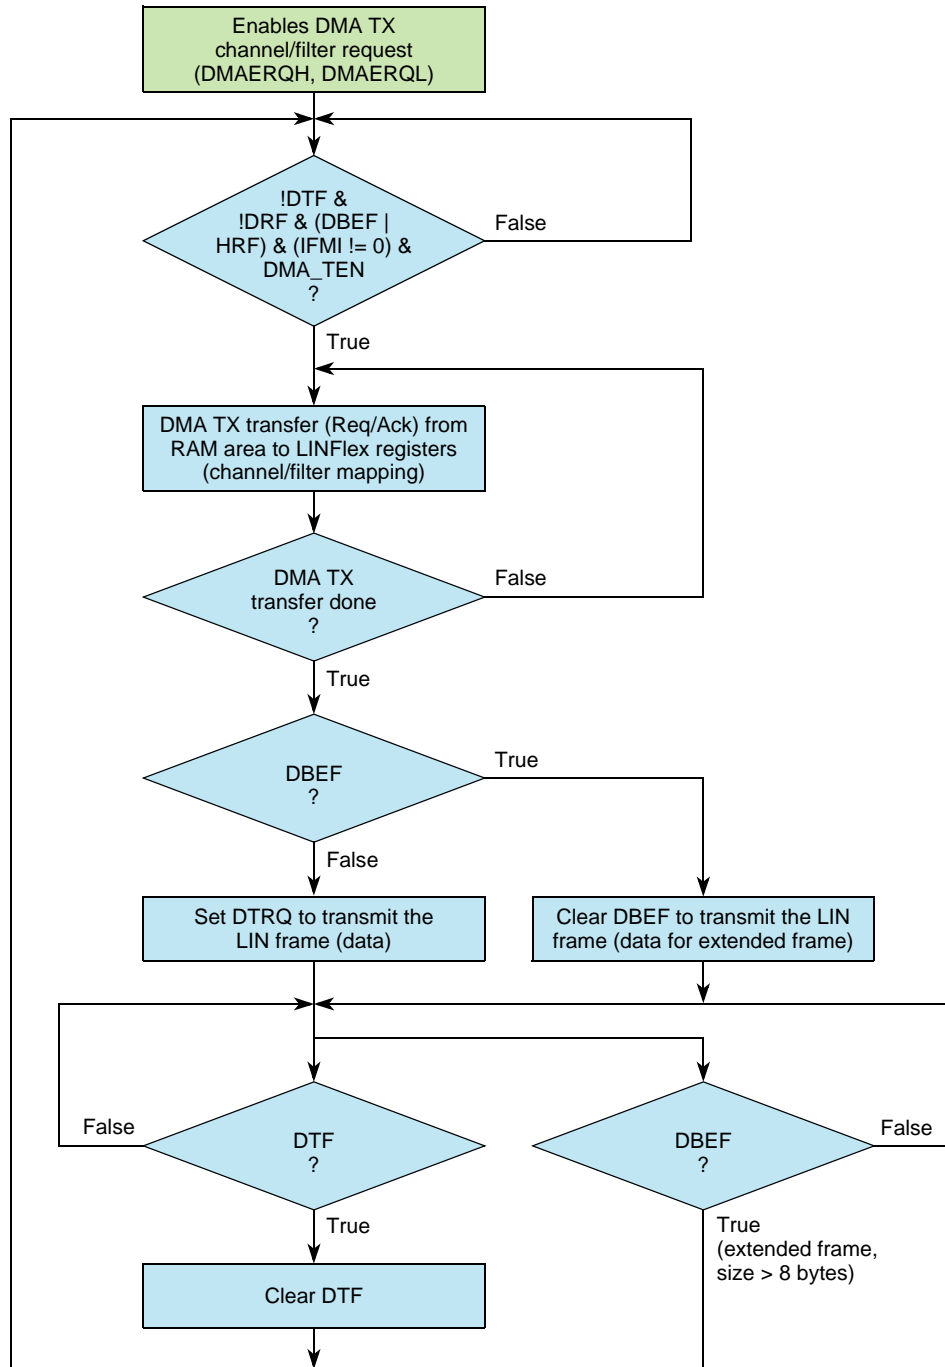 Enables DMA TX
channel/filter request
(DMAERQH, DMAERQL)
!DTF &
!DRF & (DBEF |
HRF) & (IFMI != 0) &
DMA_TEN
?
False
True
DMA TX transfer (Req/Ack) from
RAM area to LINFlex registers
(channel/filter mapping)
DMA TX
transfer done
?
False
True
DBEF
?
True
False
Set DTRQ to transmit the
LIN frame (data)
Clear DBEF to transmit the LIN
frame (data for extended frame)
False
DTF
?
DBEF
?
False
True
True
(extended frame,
size > 8 bytes)
Clear DTF